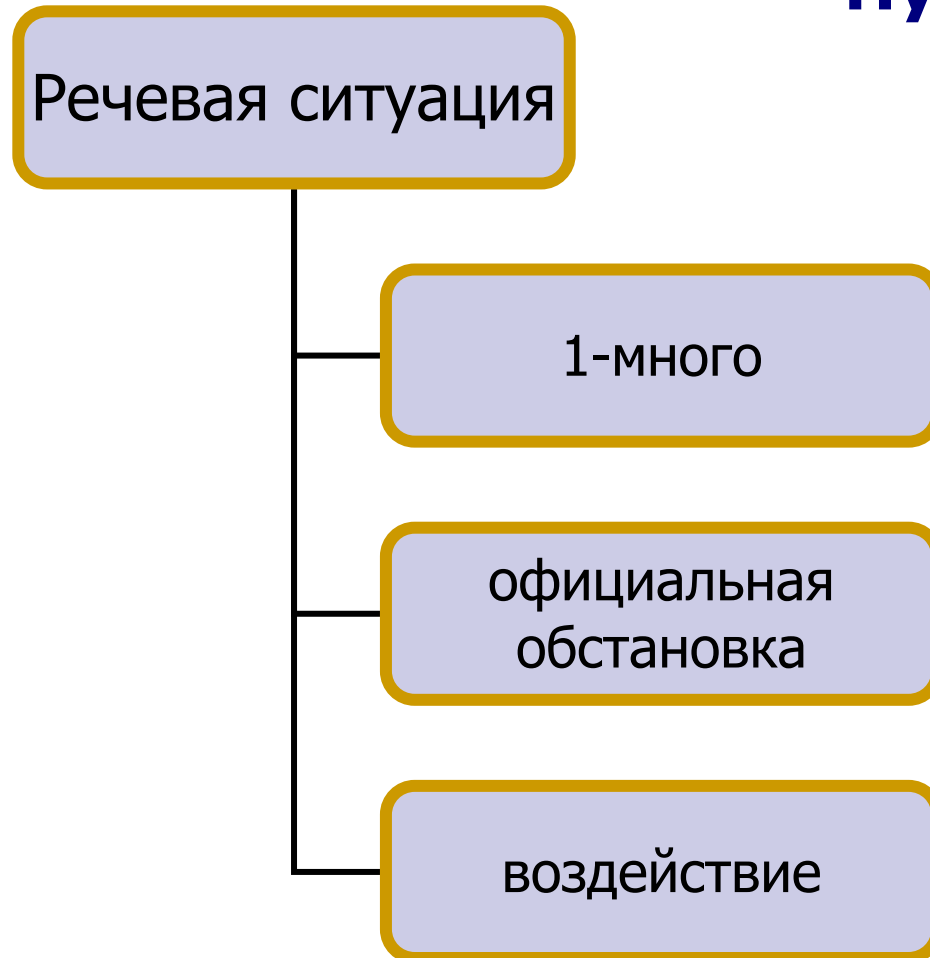 Речевая ситуация
1-много
официальная
обстановка
воздействие